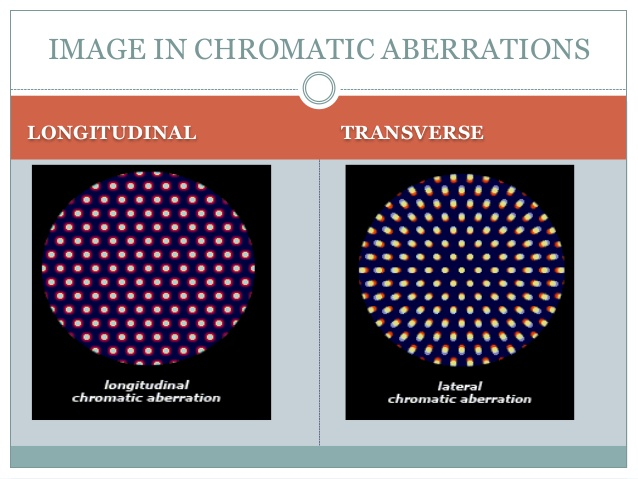 IMAGE IN CHROMATIC ABERRATIONS
LONGITUDINAL
TRANSVERSE
longitudinal
chromatic aberration
lateral
chromatic aberration